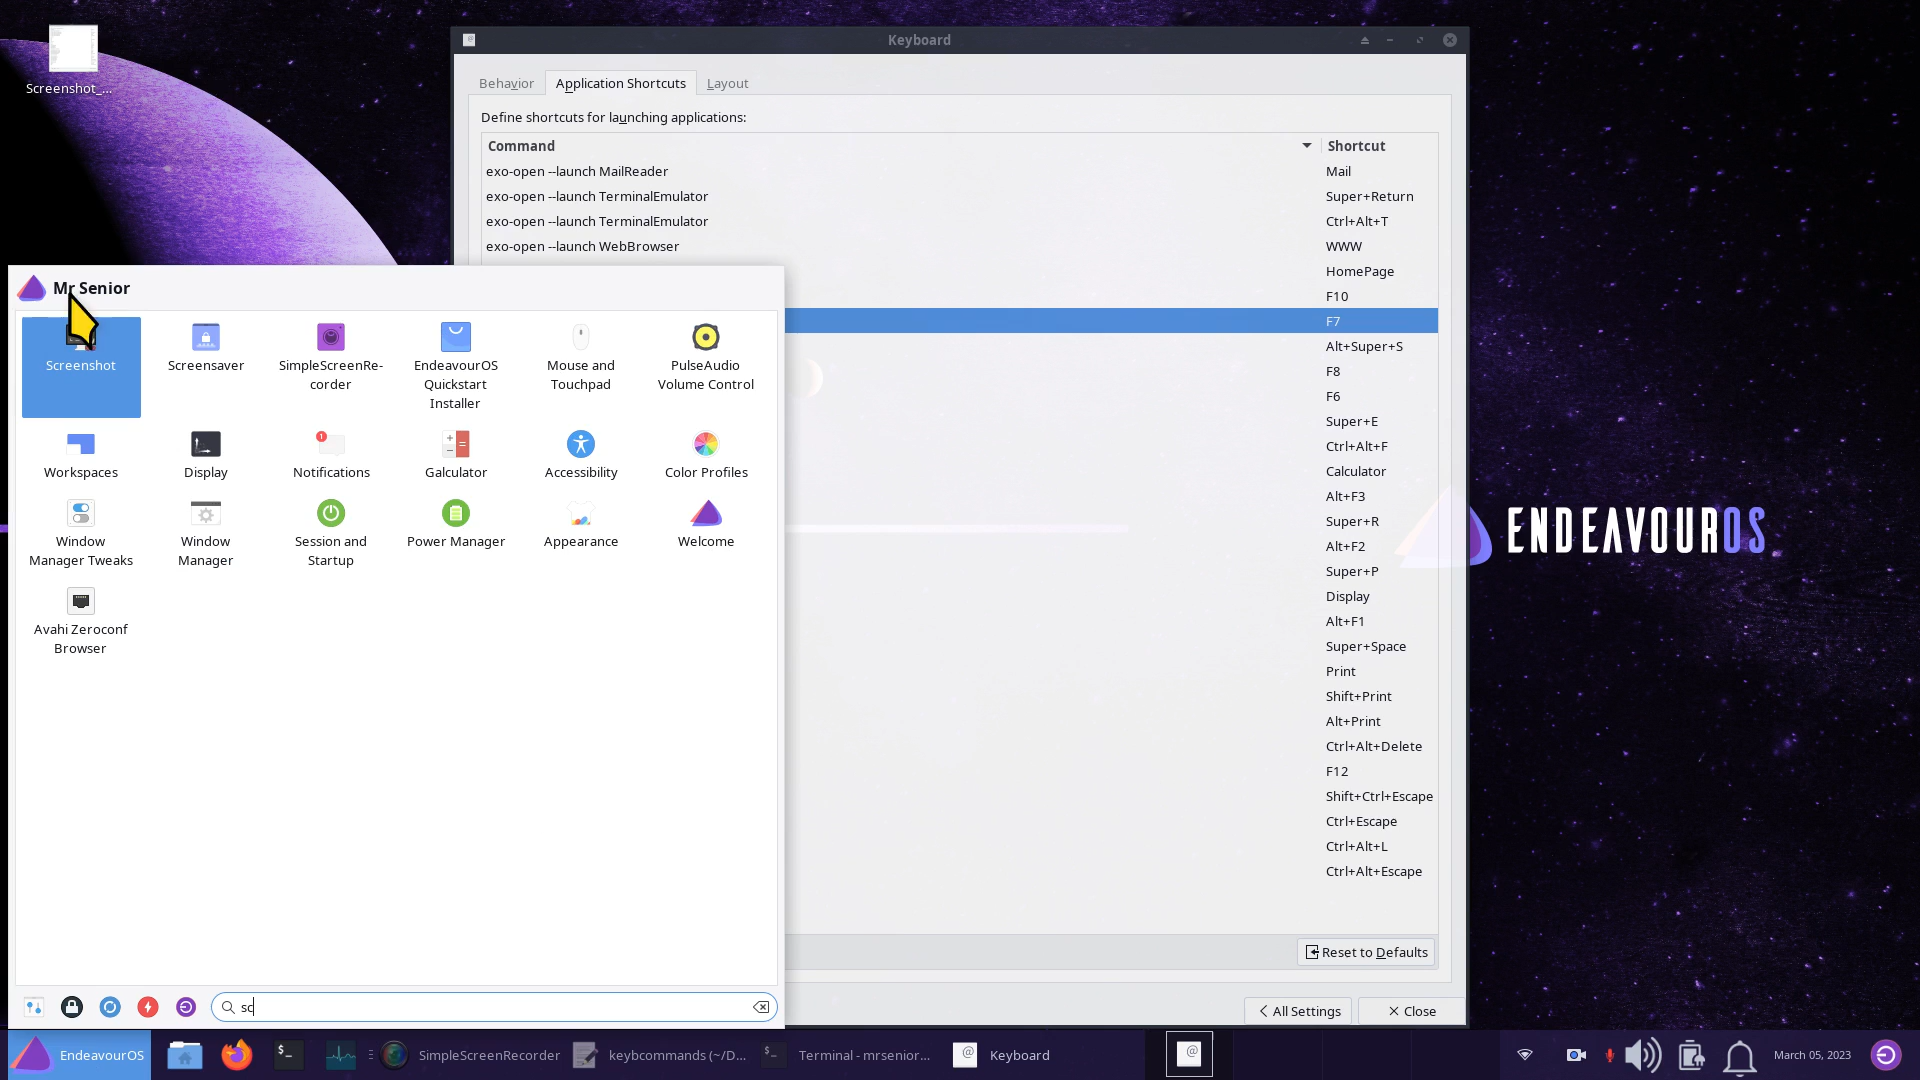 Screenshot_...
Keyboard
Behavior
Application Shortcuts
Layout
Define shortcuts for launching applications:
Command
Shortcut
exo-open --launch MailReader
Mail
exo-open --launch TerminalEmulator
Super+Return
exo-open --launch TerminalEmulator
Ctrl+Alt+T
exo-open --launch WebBrowser
WWW
HomePage
F10
F7
Alt+Super+S
F8
F6
Super+E
Ctrl+Alt+F
Calculator
Alt+F3
Super+R
Alt+F2
Super+P
Display
Alt+F1
Super+Space
Print
Shift+Print
Alt+Print
Ctrl+Alt+Delete
F12
Shift+Ctrl+Escape
Ctrl+Escape
Ctrl+Alt+L
Ctrl+Alt+Escape
Reset to Defaults
All Settings
Close
Mr Senior
Screenshot
Screensaver
SimpleScreenRe-
corder
EndeavourOS
Quickstart
Installer
Mouse and
Touchpad
PulseAudio
Volume Control
Workspaces
Display
Notifications
Galculator
Accessibility
Color Profiles
Window
Manager Tweaks
Window
Manager
Session and
Startup
Power Manager
Appearance
Welcome
Avahi Zeroconf
Browser
sc
ENDEAVOUROS
EndeavourOS
SimpleScreenRecorder
keybcommands (~/D...
Terminal - mrsenior...
Keyboard
March 05, 2023